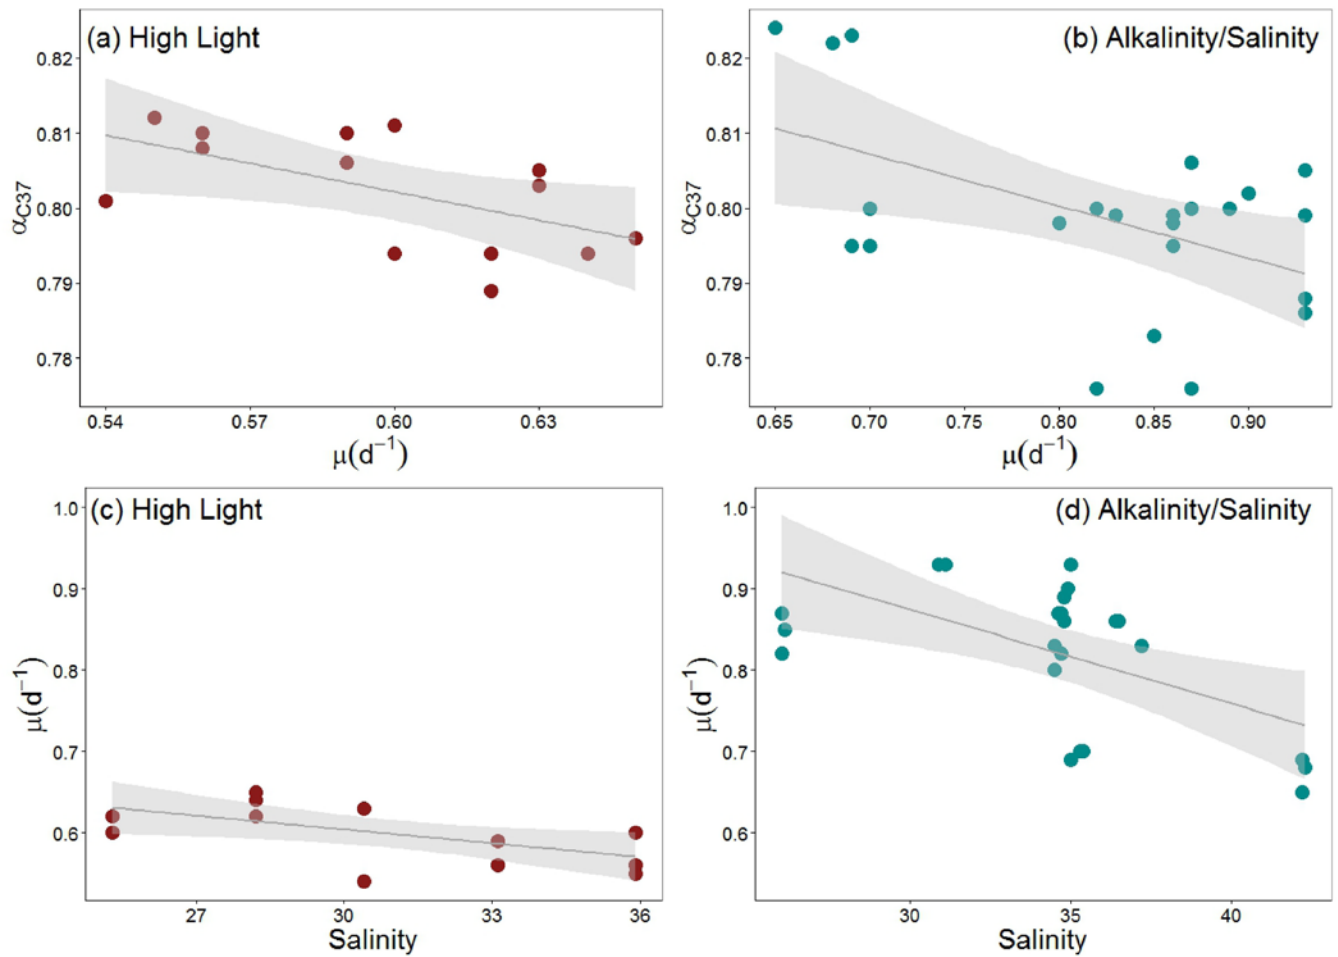 (a) High Light
0.82
0.81
0.80
0.79
0.78
αC37
0.54 0.57 0.60 0.63
μ(d⁻¹)
(b) Alkalinity/Salinity
0.82
0.81
0.80
0.79
0.78
αC37
0.65 0.70 0.75 0.80 0.85 0.90
μ(d⁻¹)
(c) High Light
1.0
0.9
0.8
0.7
0.6
μ(d⁻¹)
27 30 33 36
Salinity
(d) Alkalinity/Salinity
1.0
0.9
0.8
0.7
0.6
μ(d⁻¹)
30 35 40
Salinity